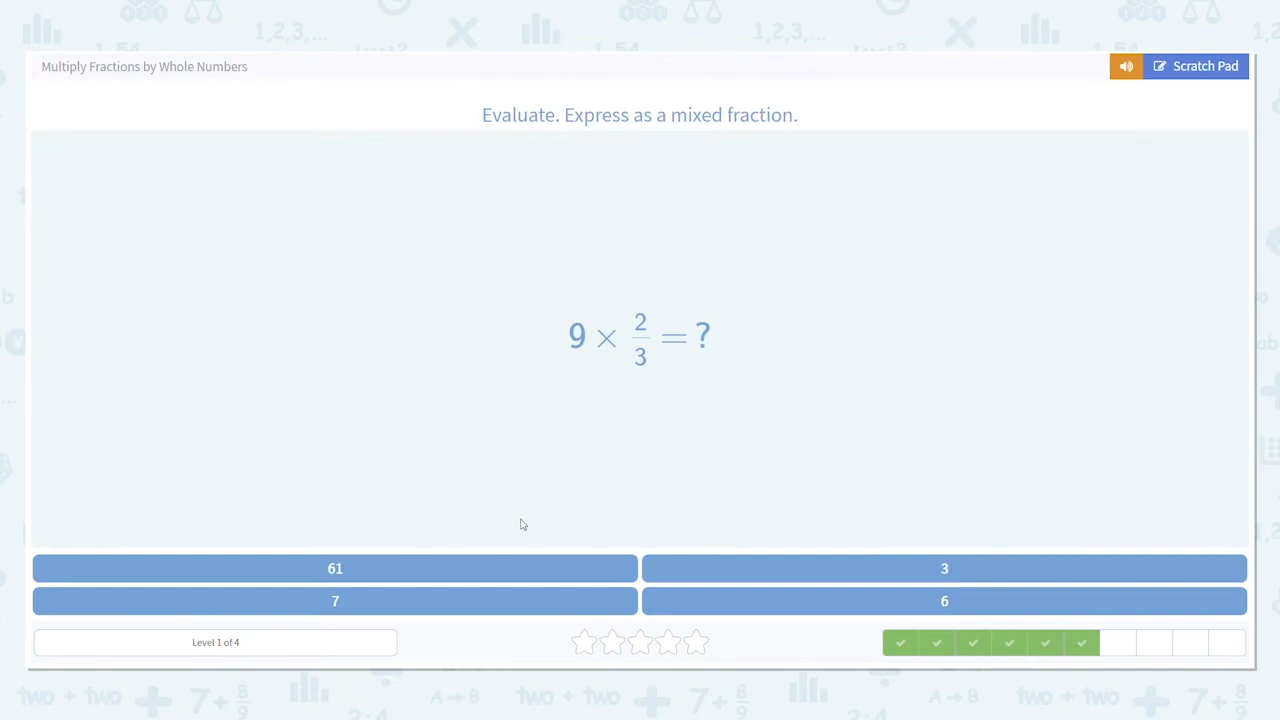 Multiply Fractions by Whole Numbers
Scratch Pad
Evaluate. Express as a mixed fraction.
9 × 2/3 = ?
61
3
7
6
Level 1 of 4